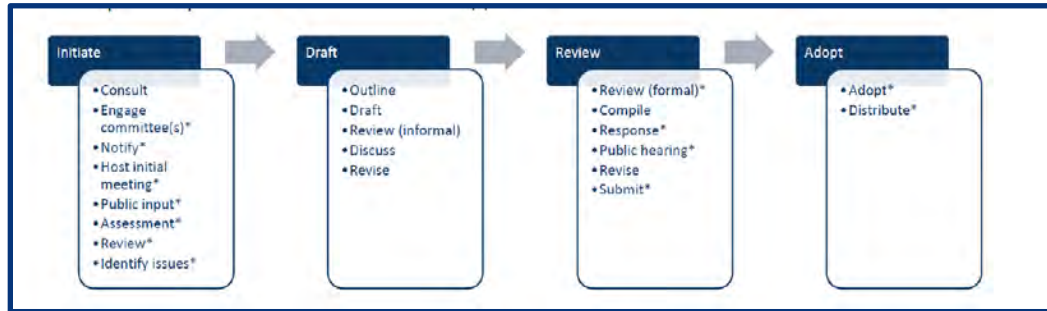 Initiate
• Consult
• Engage
committee(s)*
• Notify*
• Host initial
meeting*
• Public input*
• Assessment*
• Review*
• Identify issues*
Draft
• Outline
• Draft
• Review (informal)
• Discuss
• Revise
Review
• Review (formal)*
• Compile
• Response*
• Public hearing*
• Revise
• Submit*
Adopt
• Adopt*
• Distribute*